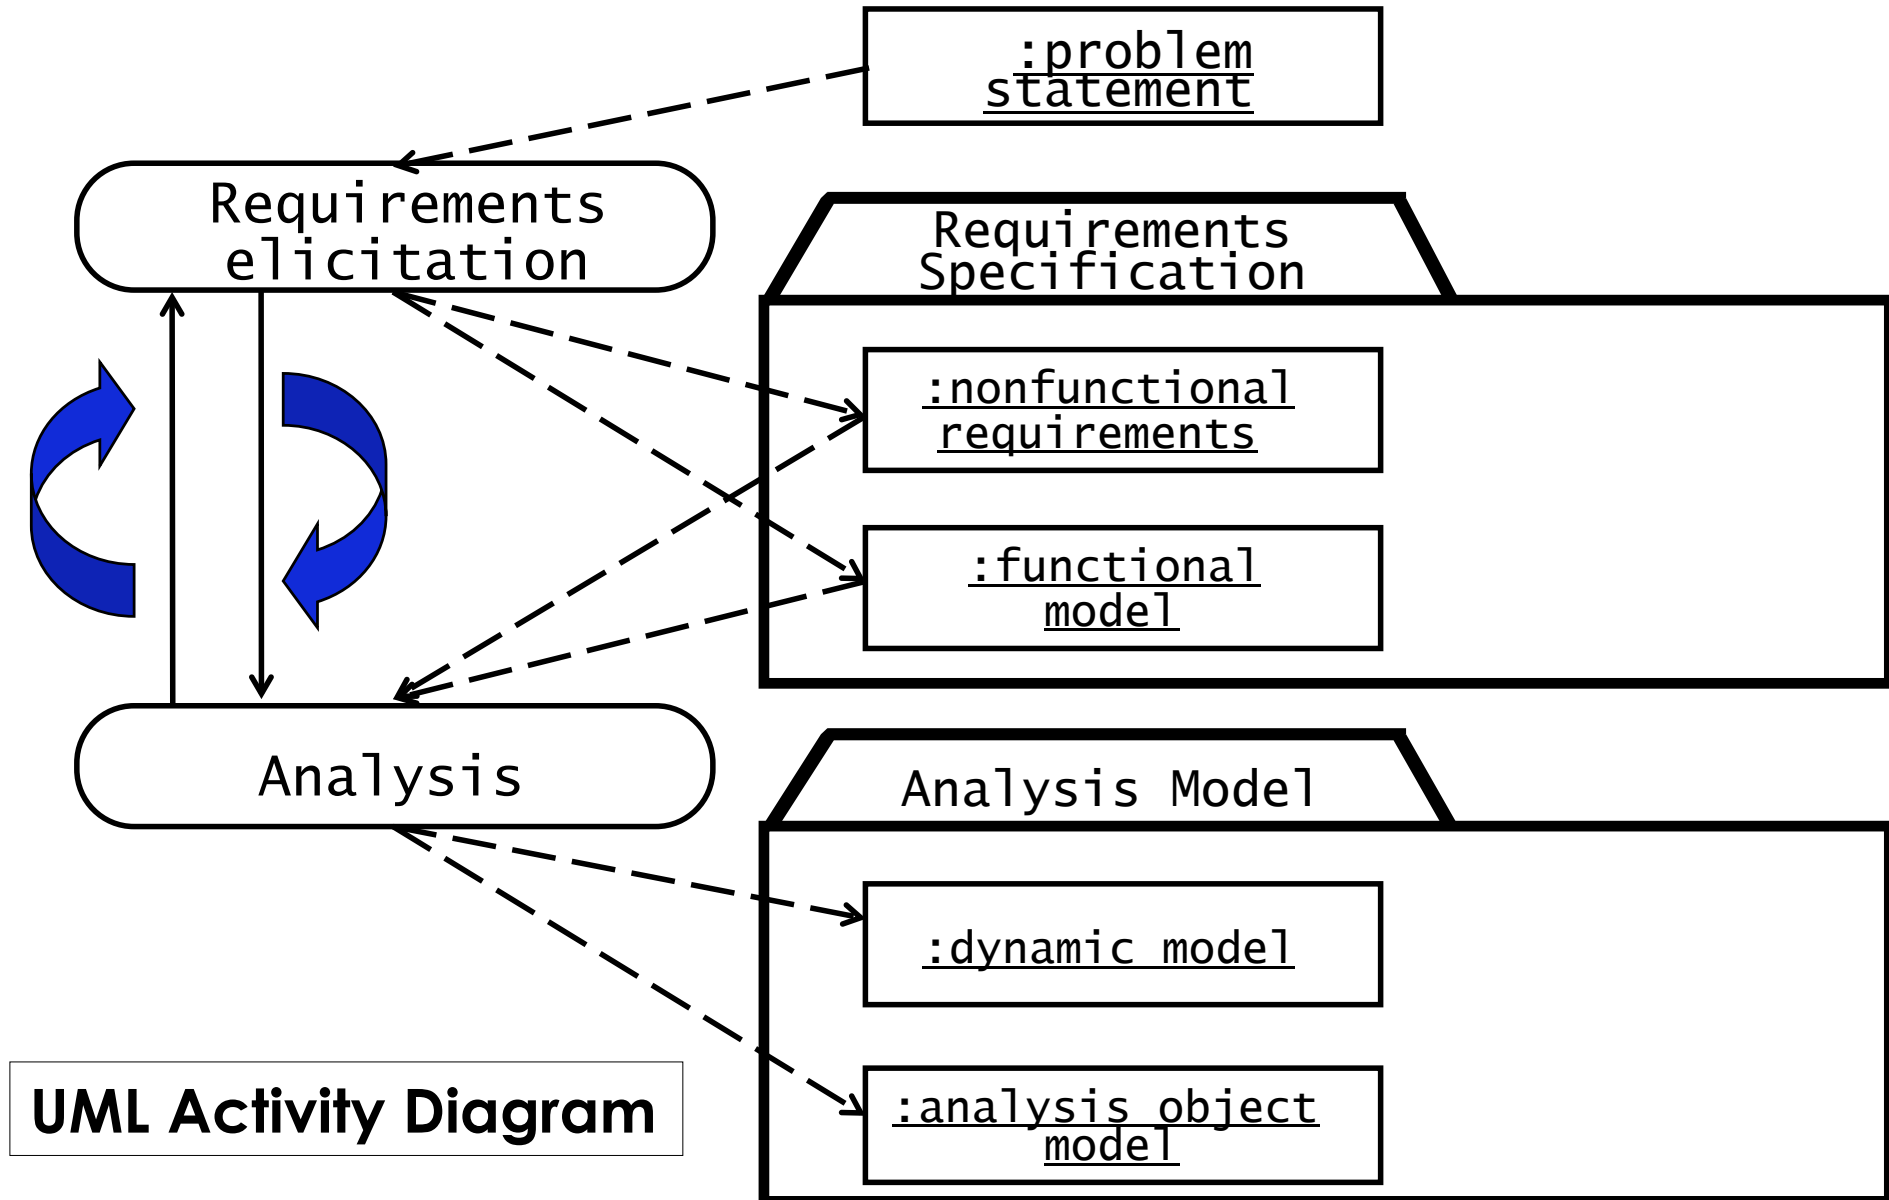 :problem
statement
Requirements
elicitation
Requirements
Specification
:nonfunctional
requirements
:functional
model
Analysis
Analysis Model
:dynamic model
UML Activity Diagram
:analysis object
model